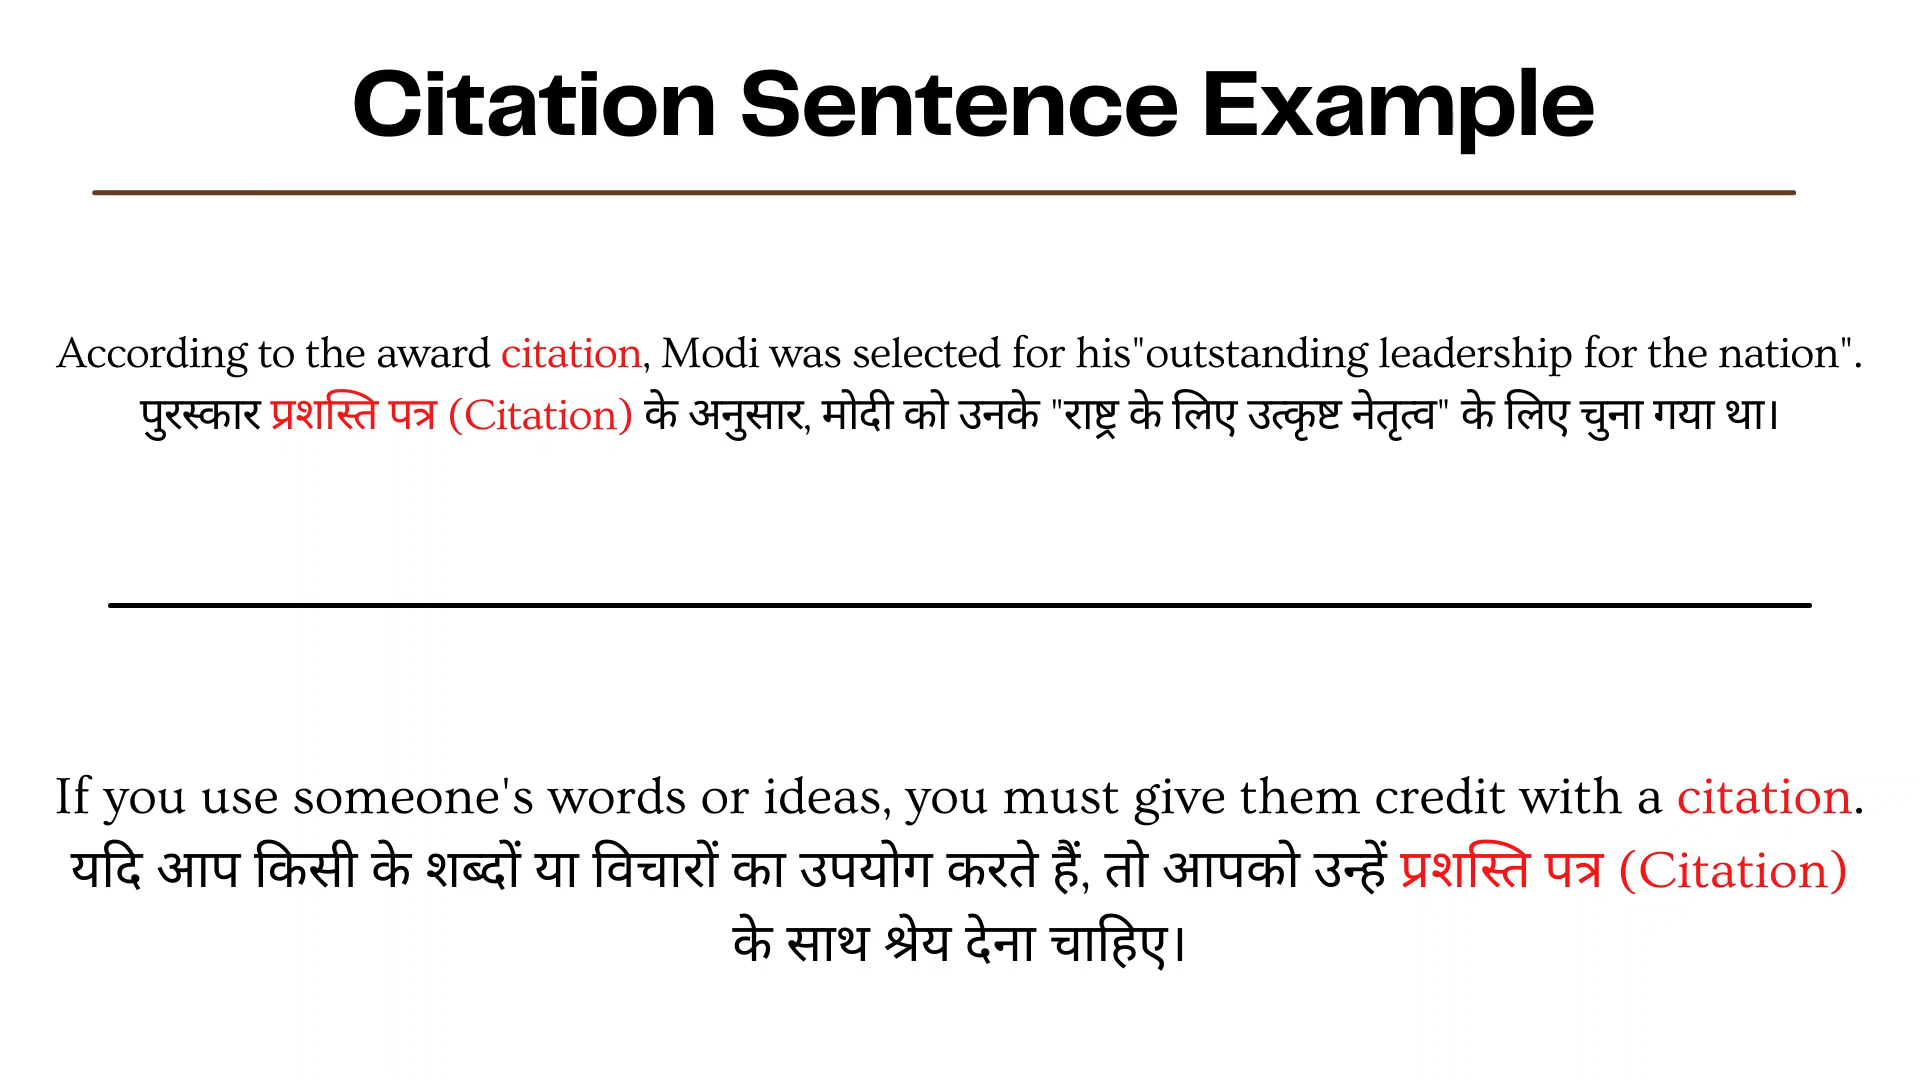 Citation Sentence Example
According to the award citation, Modi was selected for his"outstanding leadership for the nation".
पुरस्कार प्रशस्ति पत्र (Citation) के अनुसार, मोदी को उनके "राष्ट्र के लिए उत्कृष्ट नेतृत्व" के लिए चुना गया था।
If you use someone's words or ideas, you must give them credit with a citation.
यदि आप किसी के शब्दों या विचारों का उपयोग करते हैं, तो आपको उन्हें प्रशस्ति पत्र (Citation)
के साथ श्रेय देना चाहिए।